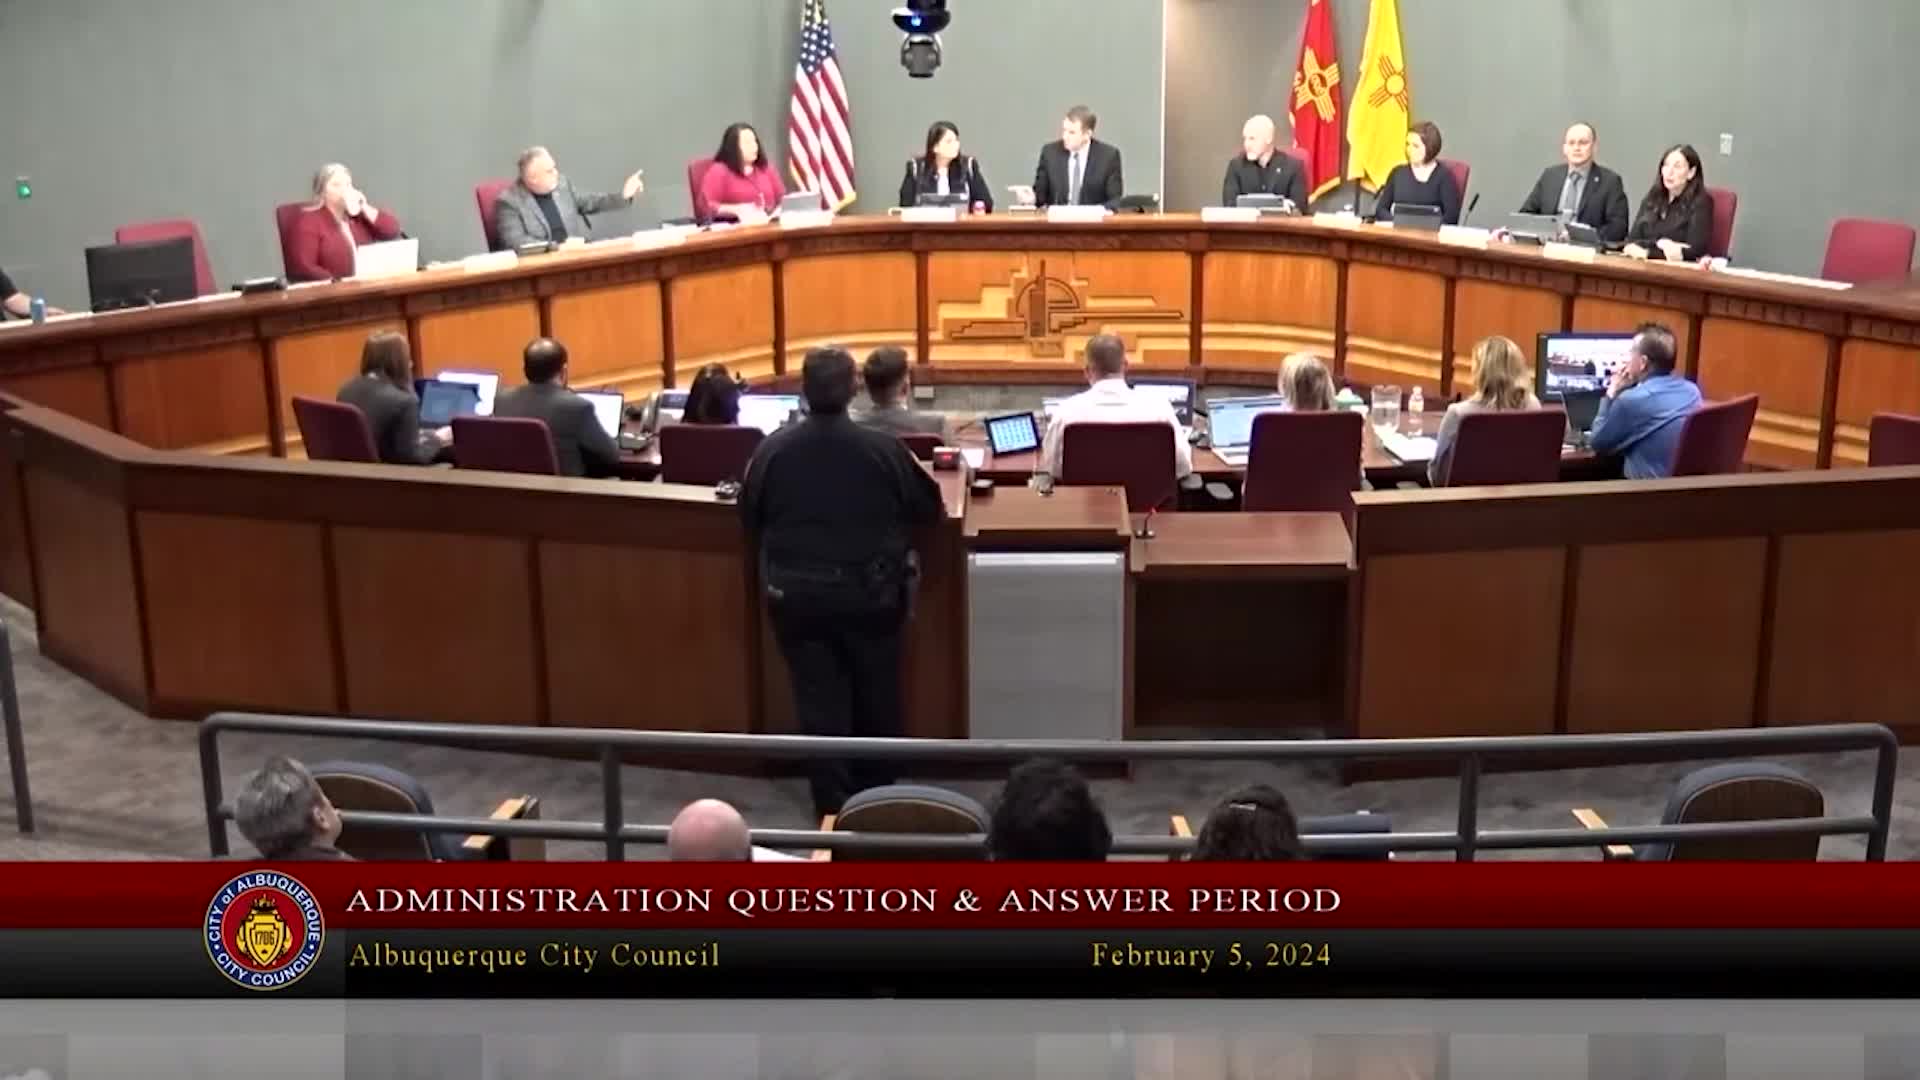 ADMINISTRATION QUESTION & ANSWER PERIOD
Albuquerque City Council
February 5, 2024
CITY of ALBUQUERQUE
1706
CITY COUNCIL